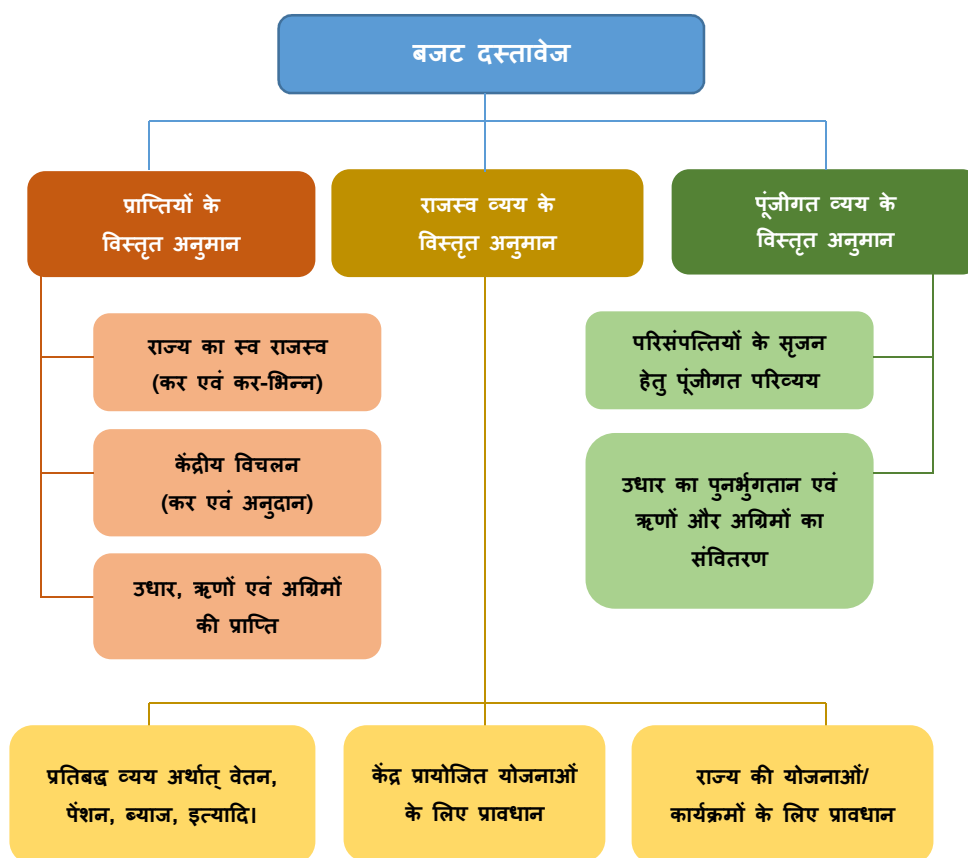 बजट दस्तावेज
प्राप्तियों के
विस्तृत अनुमान
राजस्व व्यय के
विस्तृत अनुमान
पूंजीगत व्यय के
विस्तृत अनुमान
राज्य का स्व राजस्व
(कर एवं कर-भिन्न)
केंद्रीय विचलन
(कर एवं अनुदान)
उधार, ऋणों एवं अग्रिमों
की प्राप्ति
परिसंपत्तियों के सृजन
हेतु पूंजीगत परिव्यय
उधार का पुनर्भुगतान एवं
ऋणों और अग्रिमों का
संवितरण
प्रतिबद्ध व्यय अर्थात् वेतन,
पेंशन, ब्याज, इत्यादि।
केंद्र प्रायोजित योजनाओं
के लिए प्रावधान
राज्य की योजनाओं/
कार्यक्रमों के लिए प्रावधान